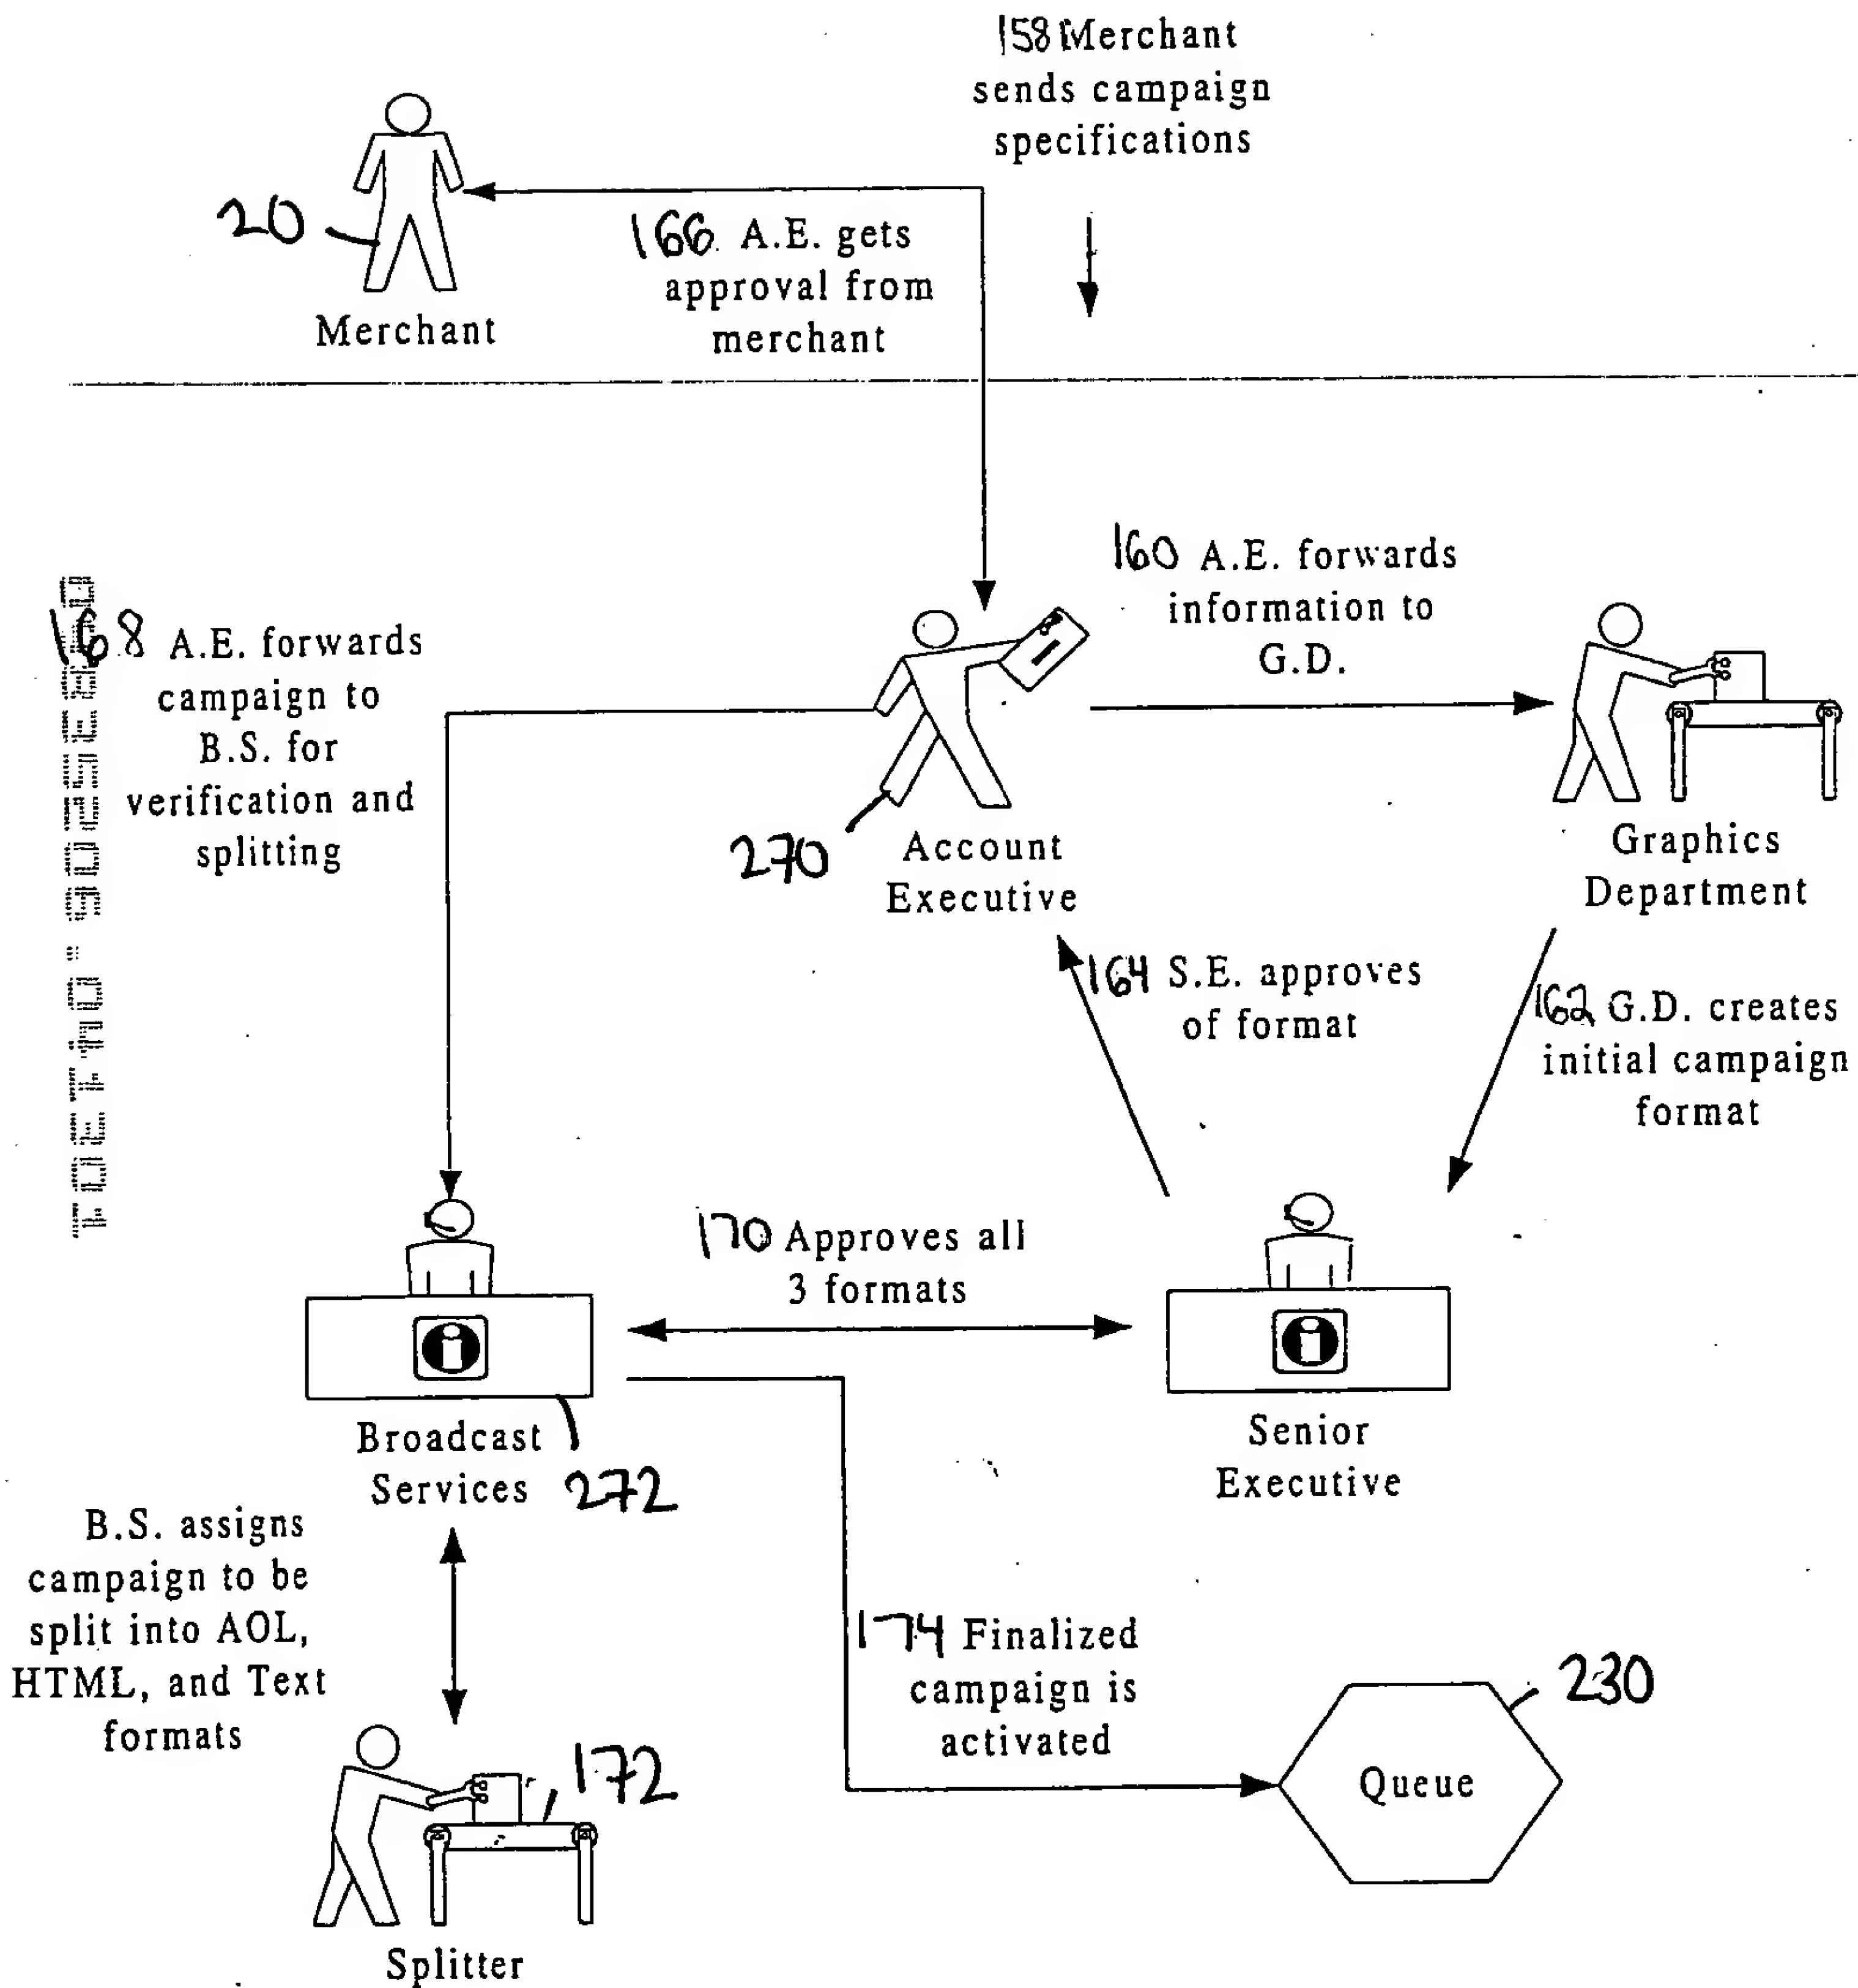 158 Merchant
sends campaign
specifications
20
166 A.E. gets
approval from
merchant
Merchant
160 A.E. forwards
information to
G.D.
168 A.E. forwards
campaign to
B.S. for
verification and
splitting
270
Account
Executive
Graphics
Department
164 S.E. approves
of format
162 G.D. creates
initial campaign
format
170 Approves all
3 formats
Broadcast
Services 272
Senior
Executive
B.S. assigns
campaign to be
split into AOL,
HTML, and Text
formats
174 Finalized
campaign is
activated
230
Queue
172
Splitter